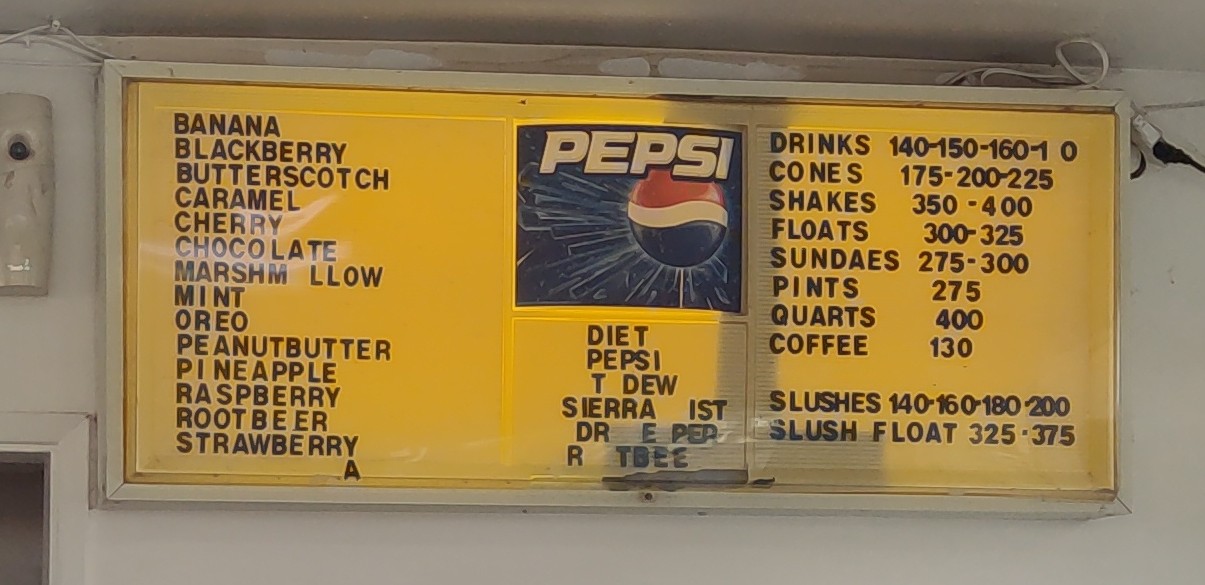 BANANA
BLACKBERRY
BUTTERSCOTCH
CARAMEL
CHERRY
CHOCOLATE
MARSHM LLOW
MINT
OREO
PEANUTBUTTER
PINEAPPLE
RASPBERRY
ROOTBEER
STRAWBERRY
A
PEPSI
DIET
PEPSI
T DEW
SIERRA IST
DR E PER
R TBEE
DRINKS 140-150-160-1 0
CONES 175-200-225
SHAKES 350-400
FLOATS 300-325
SUNDAES 275-300
PINTS 275
QUARTS 400
COFFEE 130
SLUSHES 140-160-180-200
SLUSH FLOAT 325-375